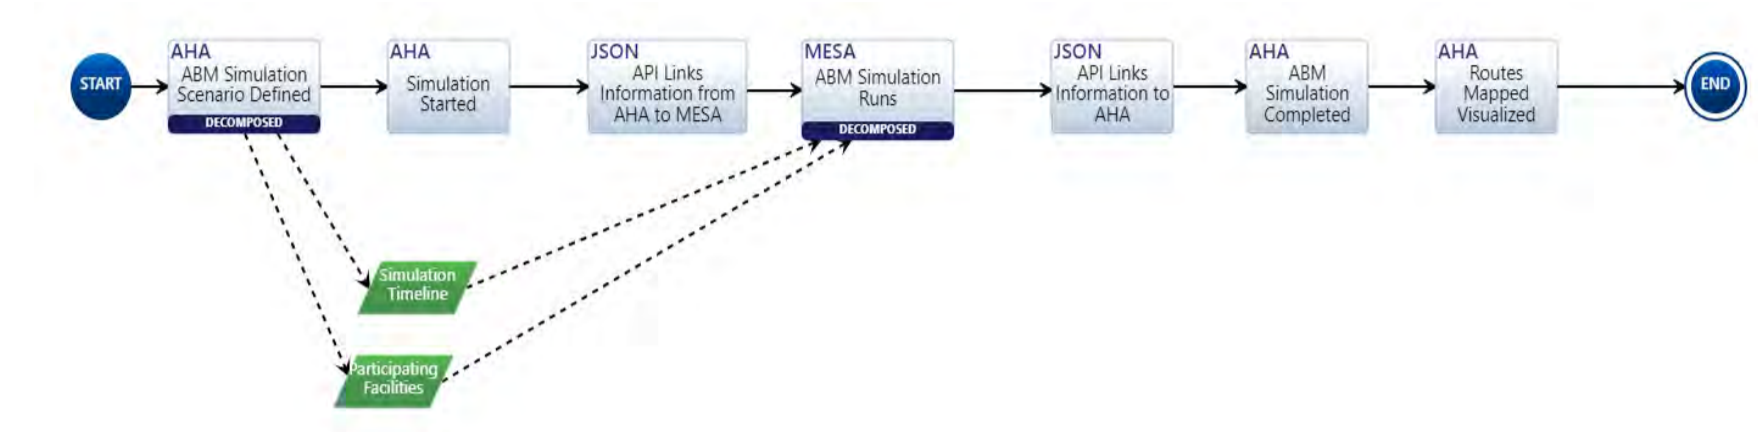 START
AHA
ABM Simulation
Scenario Defined
DECOMPOSED
AHA
Simulation
Started
JSON
API Links
Information from
AHA to MESA
MESA
ABM Simulation
Runs
DECOMPOSED
JSON
API Links
Information to
AHA
AHA
ABM
Simulation
Completed
AHA
Routes
Mapped
Visualized
END
Simulation
Timeline
Participating
Facilities